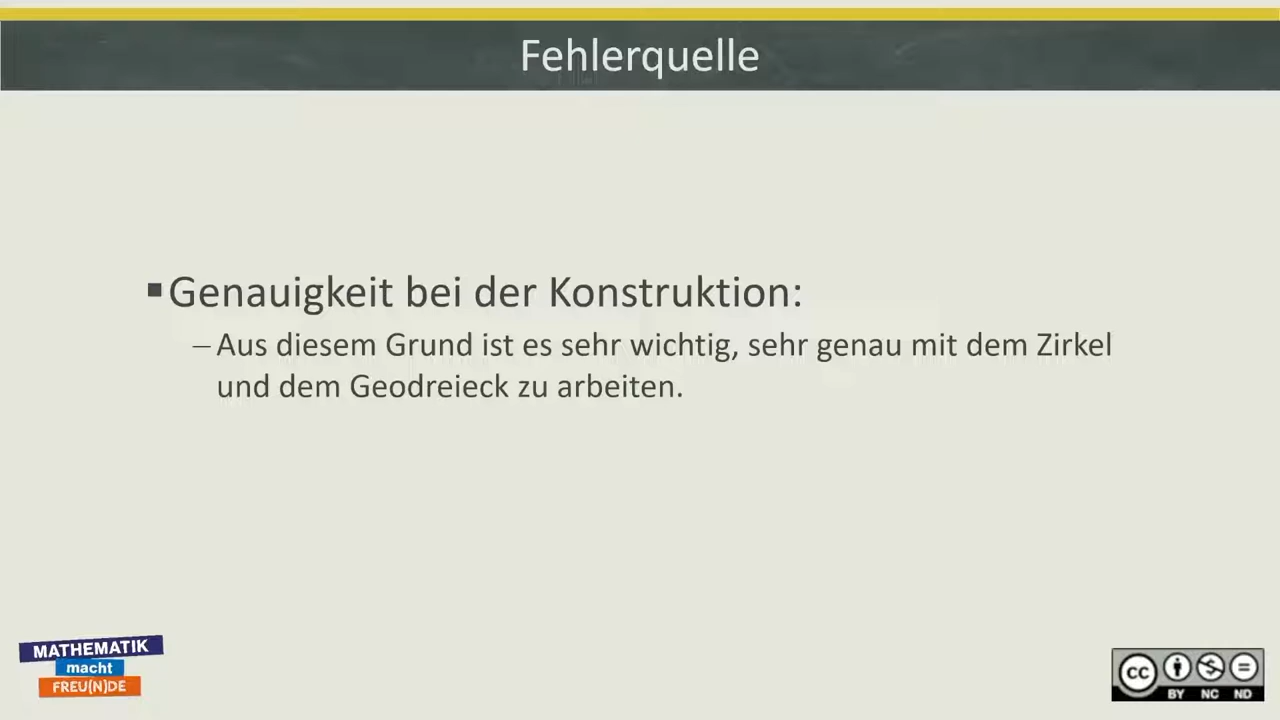 Fehlerquelle
▪Genauigkeit bei der Konstruktion:
–Aus diesem Grund ist es sehr wichtig, sehr genau mit dem Zirkel
und dem Geodreieck zu arbeiten.
MATHEMATIK
macht
FREU(N)DE
cc
BY NC ND